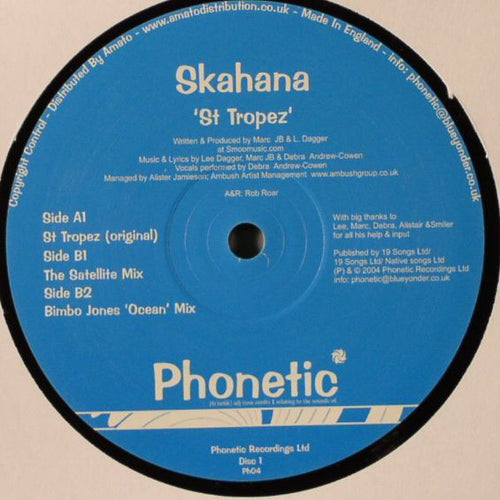 Copyright Control - Distributed By Amato - www.amatodistribution.co.uk - Made In England - info: phonetic@blueyonder.co.uk
Skahana
'St Tropez'
Written & Produced by Marc JB & L. Dagger
at Smoomusic.com
Music & Lyrics by Lee Dagger, Marc JB & Debra Andrew-Cowen
Vocals performed by Debra Andrew-Cowen
Managed by Alister Jamieson; Ambush Artist Management www.ambushgroup.co.uk
A&R: Rob Roar
Side A1
St Tropez (original)
Side B1
The Satellite Mix
Side B2
Bimbo Jones 'Ocean' Mix
With big thanks to
Lee, Marc, Debra, Alistair &Smiler
for all his help & input
Published by 19 Songs Ltd/
19 Songs Ltd/ Native songs Ltd
(P) & © 2004 Phonetic Recordings Ltd
info: phonetic@blueyonder.co.uk
Phonetic
relating to the sounds of
Phonetic Recordings Ltd
Disc 1
Ph04